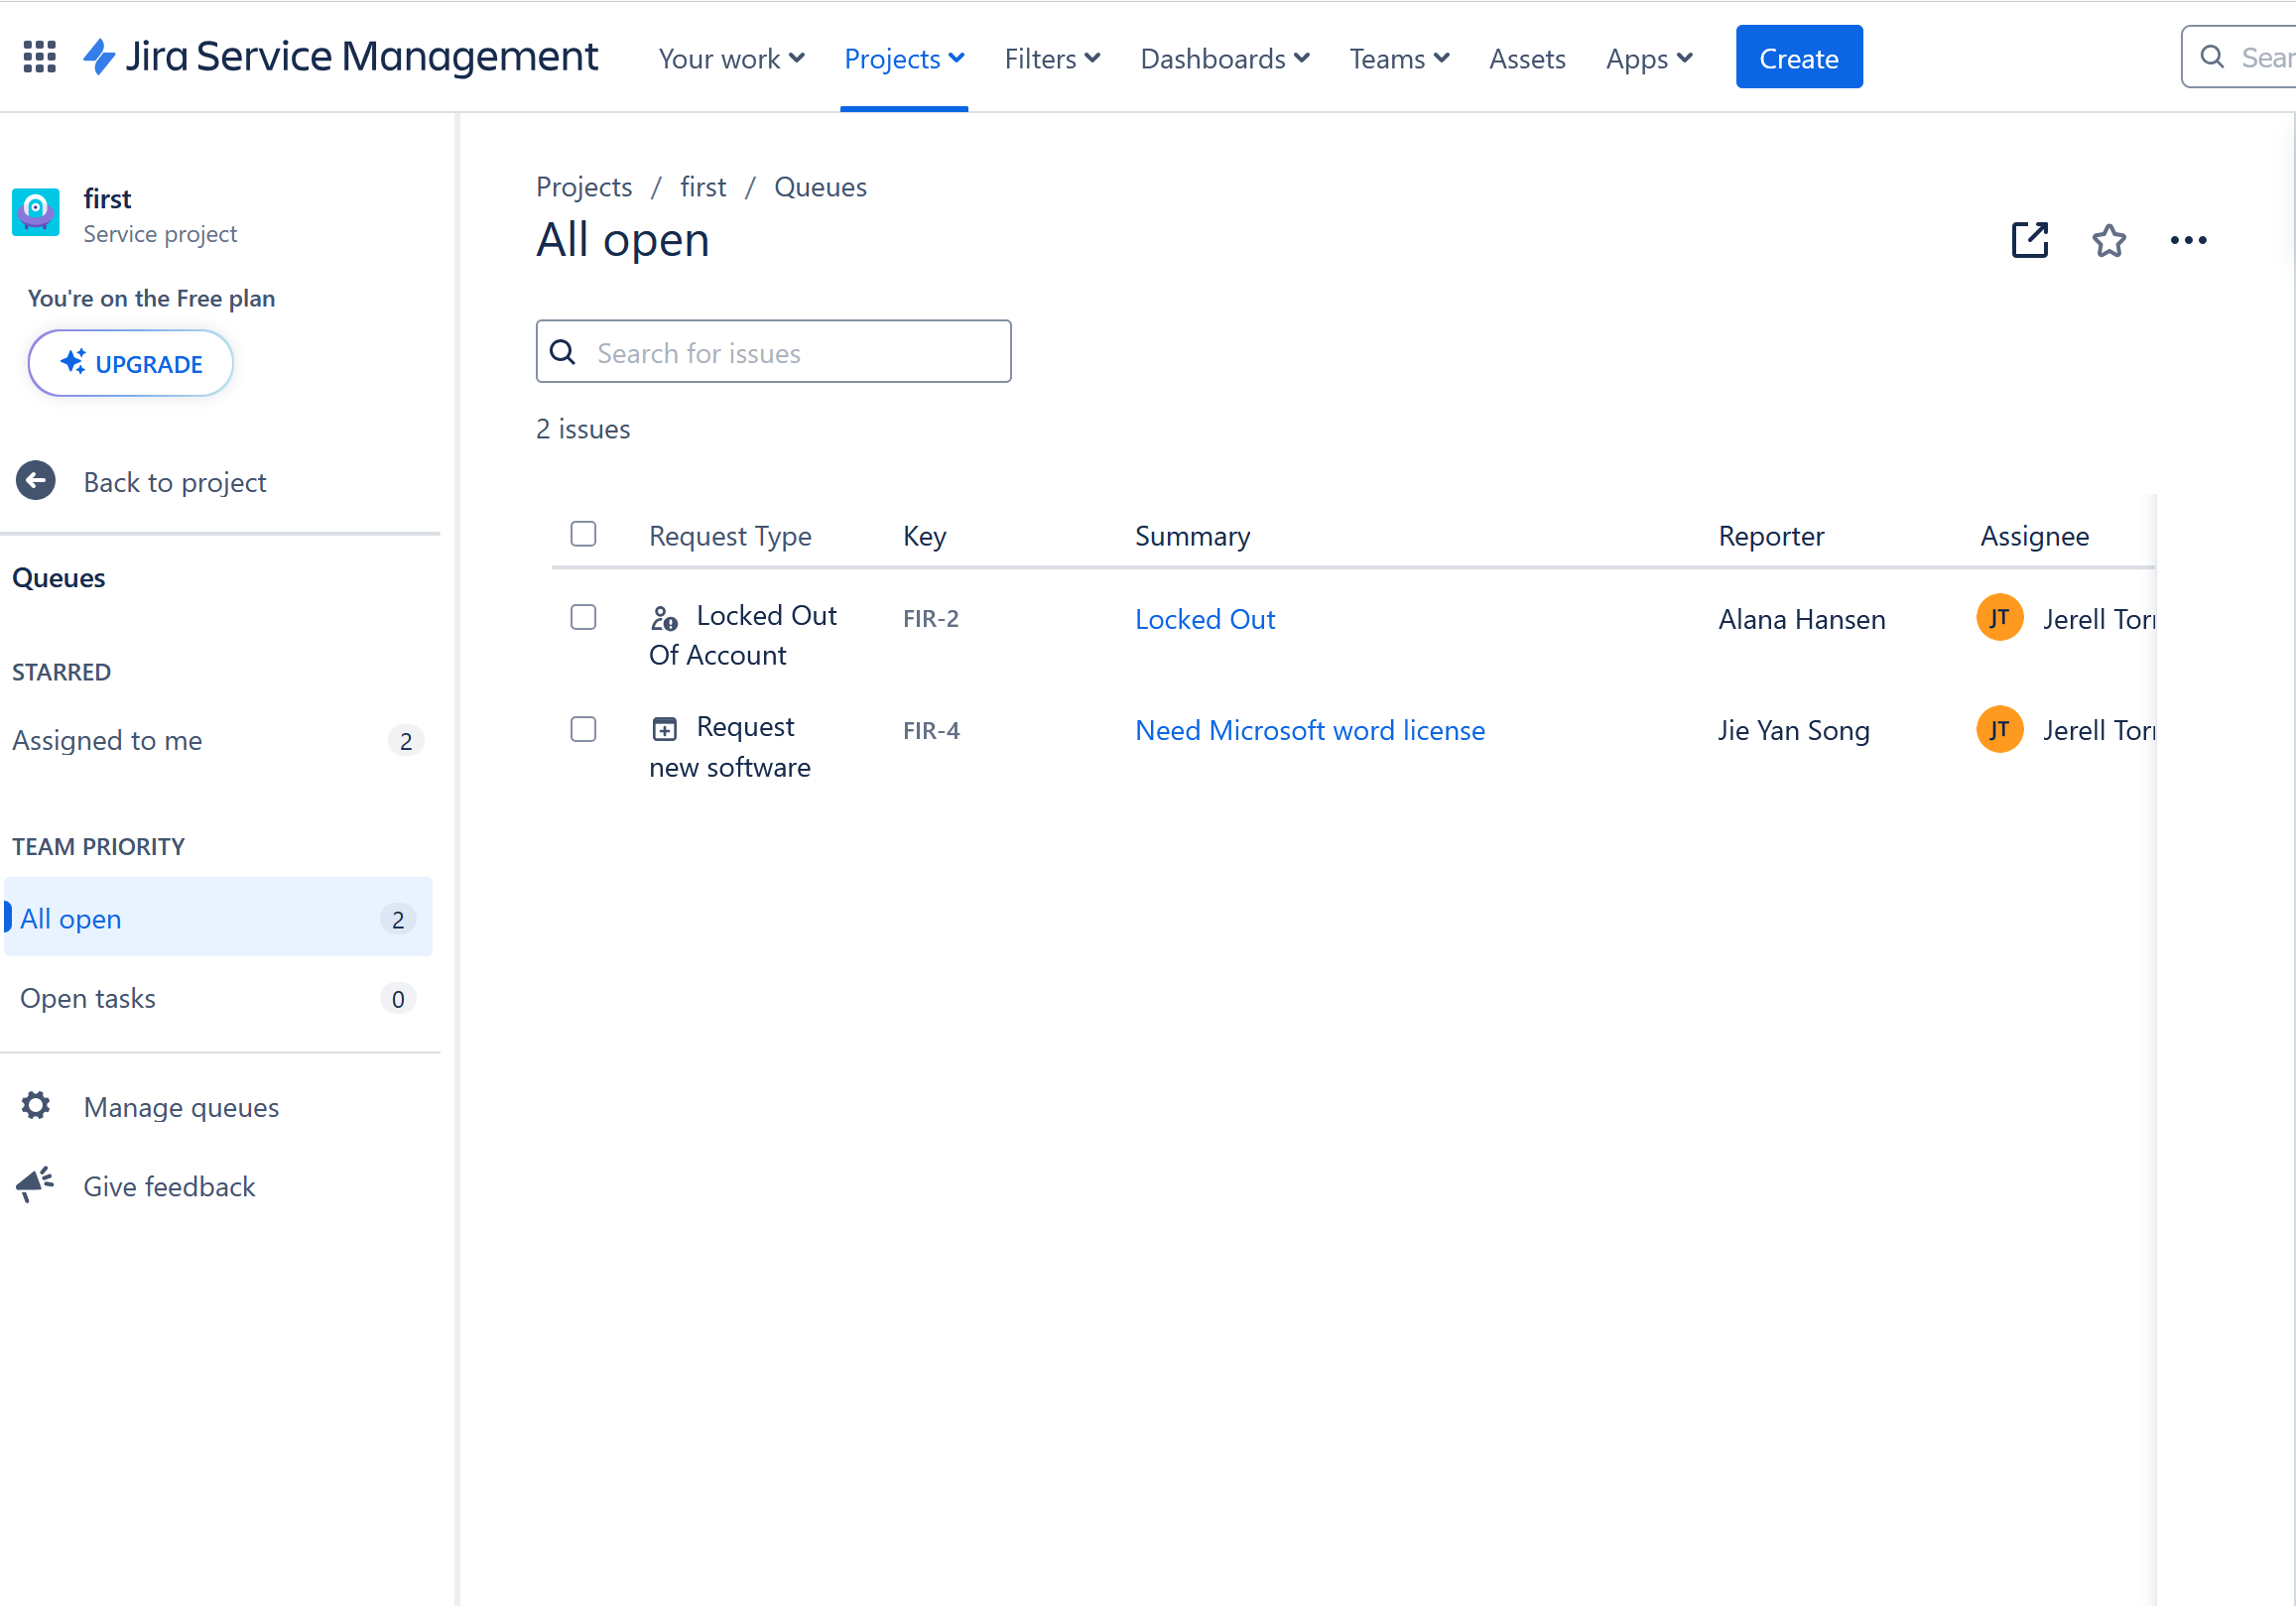 Jira Service Management Your work Projects Filters Dashboards Teams Assets Apps Create
first
Service project
You're on the Free plan
UPGRADE
Back to project
Queues
STARRED
Assigned to me 2
TEAM PRIORITY
All open 2
Open tasks 0
Manage queues
Give feedback
Projects / first / Queues
All open
Search for issues
2 issues
Request Type Key Summary Reporter Assignee
Locked Out FIR-2 Locked Out Alana Hansen JT Jerell
Of Account
Request FIR-4 Need Microsoft word license Jie Yan Song JT Jerell
new software